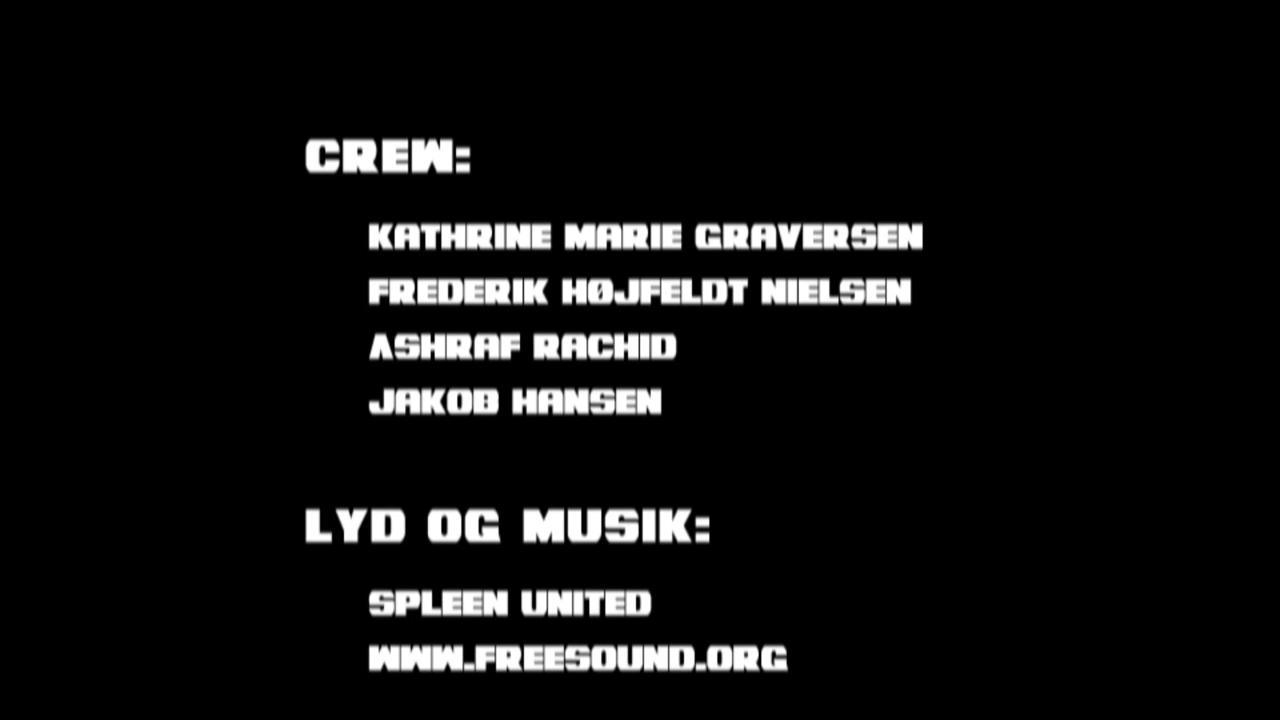 CREW:
KATHRINE MARIE GRAVERSEN
FREDERIK HØJFELDT NIELSEN
ASHRAF RACHID
JAKOB HANSEN
LYD OG MUSIK:
SPLEEN UNITED
WWW.FREESOUND.ORG